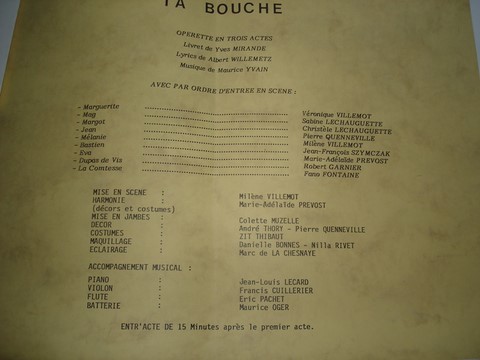 TA BOUCHE
OPERETTE EN TROIS ACTES
Livret de Yves MIRANDE
Lyrics de Albert WILLEMETZ
Musique de Maurice YVAIN
AVEC PAR ORDRE D'ENTREE EN SCENE :
- Marguerite ........ Véronique VILLEMOT
- Mag ........ Sabine LECHAUGUETTE
- Margot ........ Christèle LECHAUGUETTE
- Jean ........ Pierre QUENNEVILLE
- Mélanie ........ Milène VILLEMOT
- Bastien ........ Jean-François SZYMCZAK
- Eva ........ Marie-Adélaïde PREVOST
- Dupas de Vis ........ Robert GARNIER
- La Comtesse ........ Fano FONTAINE
MISE EN SCENE : Milème VILLEMOT
HARMONIE : Marie-Adélaïde PREVOST
(décors et costumes)
MISE EN JAMBES : Colette MUZELLE
DECOR : André THORY - Pierre QUENNEVILLE
COSTUMES : ZIT THIBAUT
MAQUILLAGE : Danielle BONNES - Nilla RIVET
ECLAIRAGE : Marc de LA CHESNAYE
ACCOMPAGNEMENT MUSICAL :
PIANO : Jean-Louis LECARD
VIOLON : Francis CUILLERIER
FLUTE : Eric PACHET
BATTERIE : Maurice OGER
ENTR'ACTE DE 15 Minutes après le premier acte.